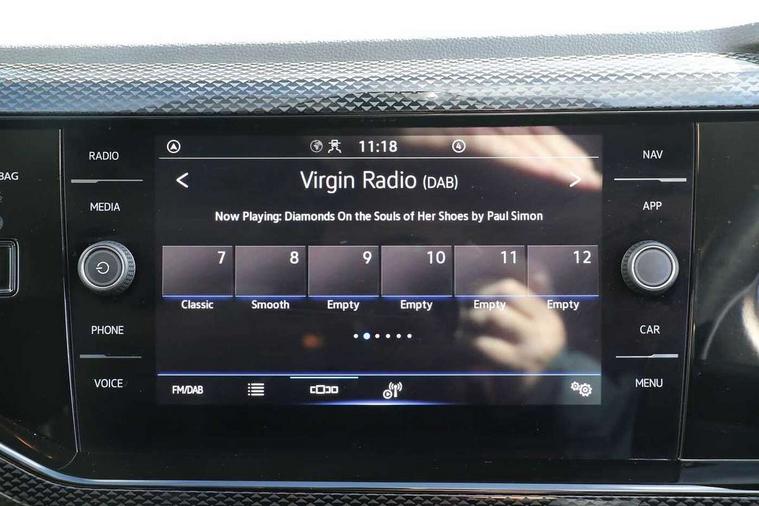 BAG
RADIO
MEDIA
PHONE
VOICE
11:18
4
Virgin Radio (DAB)
Now Playing: Diamonds On the Souls of Her Shoes by Paul Simon
7 8 9 10 11 12
Classic Smooth Empty Empty Empty Empty
FM/DAB
NAV
APP
CAR
MENU